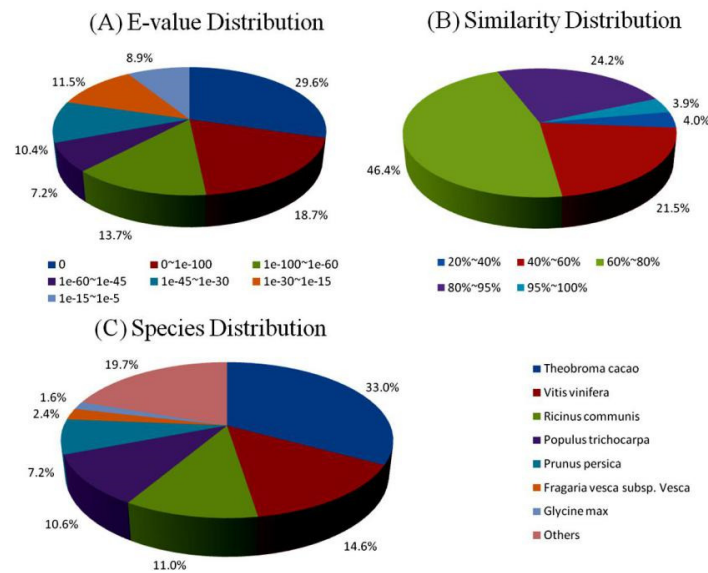 (A) E-value Distribution
8.9%
11.5%
29.6%
10.4%
7.2%
13.7%
18.7%
0 0~1e-100 1e-100~1e-60
1e-60~1e-45 1e-45~1e-30 1e-30~1e-15
1e-15~1e-5
(B) Similarity Distribution
24.2%
3.9%
4.0%
46.4%
21.5%
20%~40% 40%~60% 60%~80%
80%~95% 95%~100%
(C) Species Distribution
19.7%
1.6%
2.4%
33.0%
7.2%
10.6%
11.0%
14.6%
Theobroma cacao
Vitis vinifera
Ricinus communis
Populus trichocarpa
Prunus persica
Fragaria vesca subsp. Vesca
Glycine max
Others